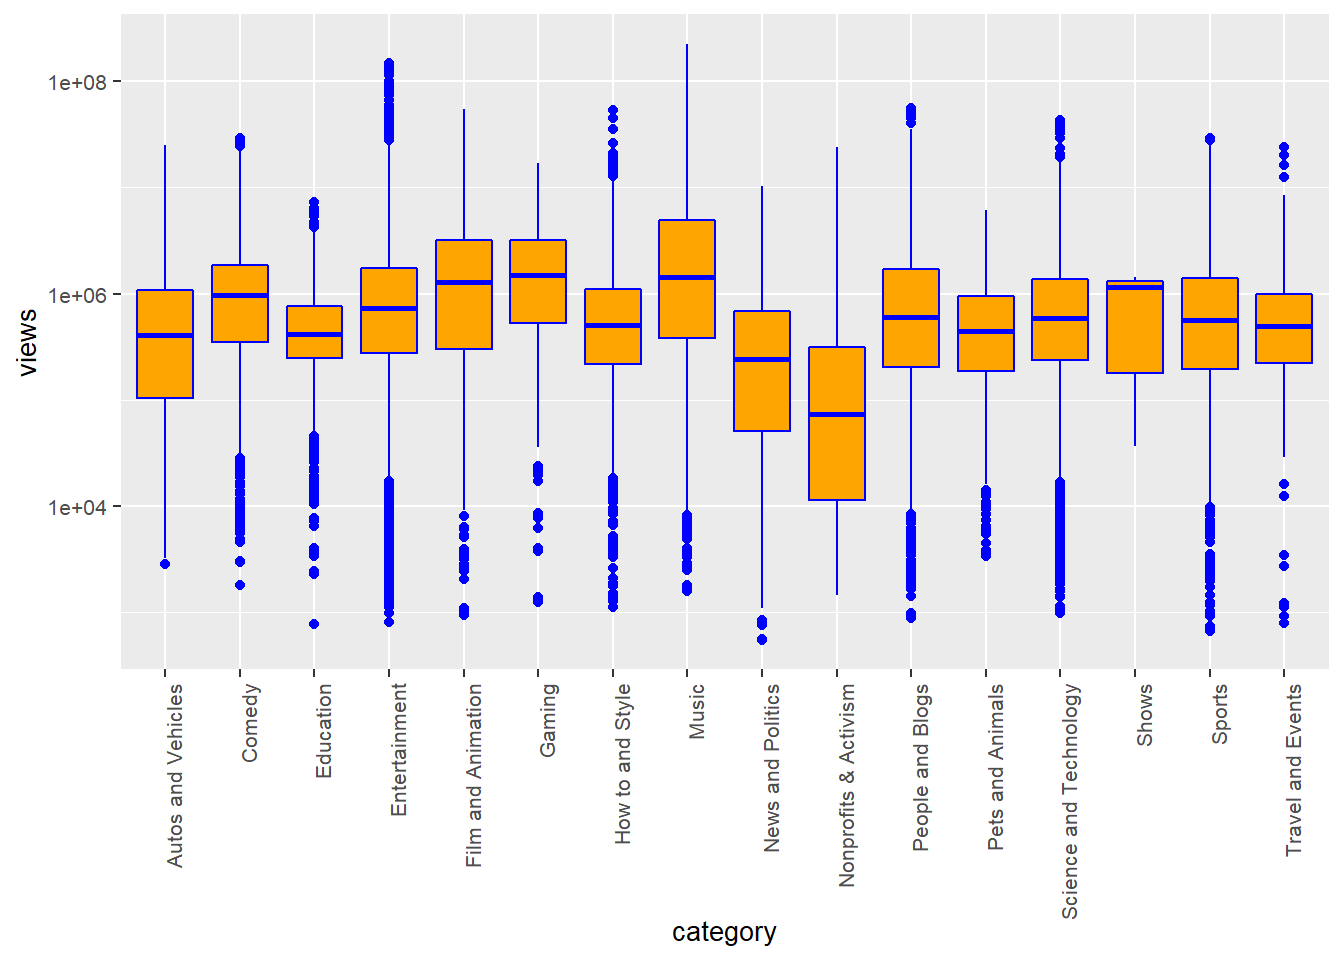 1e+08
1e+06
1e+04
views
Autos and Vehicles
Comedy
Education
Entertainment
Film and Animation
Gaming
How to and Style
Music
News and Politics
Nonprofits & Activism
People and Blogs
Pets and Animals
Science and Technology
Shows
Sports
Travel and Events
category